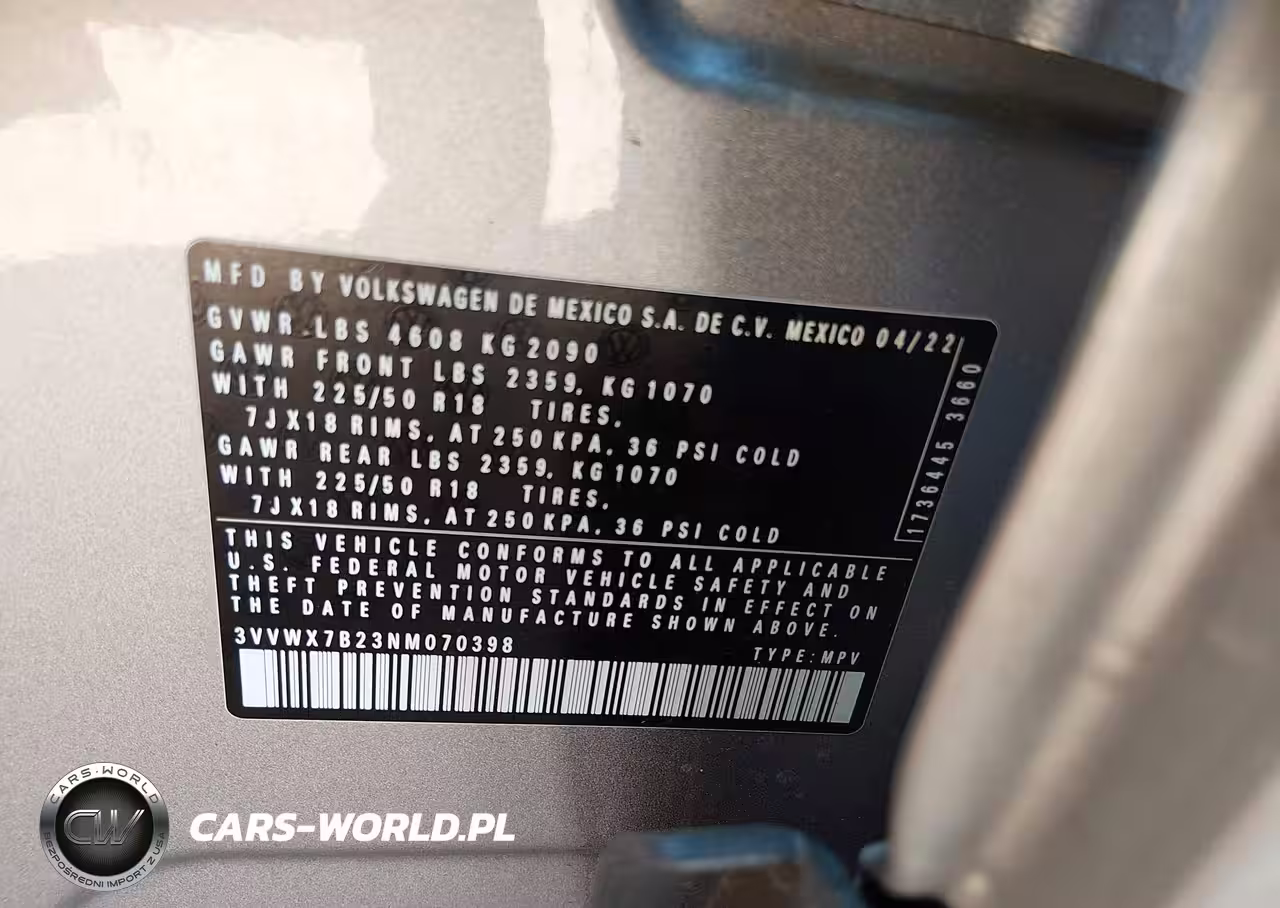 MFD BY VOLKSWAGEN DE MEXICO S.A. DE C.V. MEXICO 04/22
GVWR LBS 4608 KG 2090
GAWR FRONT LBS 2359, KG 1070
WITH 225/50 R18 TIRES,
7JX18 RIMS, AT 250 KPA, 36 PSI COLD
GAWR REAR LBS 2359, KG 1070
WITH 225/50 R18 TIRES,
7JX18 RIMS, AT 250 KPA, 36 PSI COLD
1736445 3660
THIS VEHICLE CONFORMS TO ALL APPLICABLE
U.S. FEDERAL MOTOR VEHICLE SAFETY AND
THEFT PREVENTION STANDARDS IN EFFECT ON
THE DATE OF MANUFACTURE SHOWN ABOVE.
3VVWX7B23NM070398
TYPE: MPV
CARS-WORLD
CW
BEZPOŚREDNI IMPORT Z USA
CARS-WORLD.PL